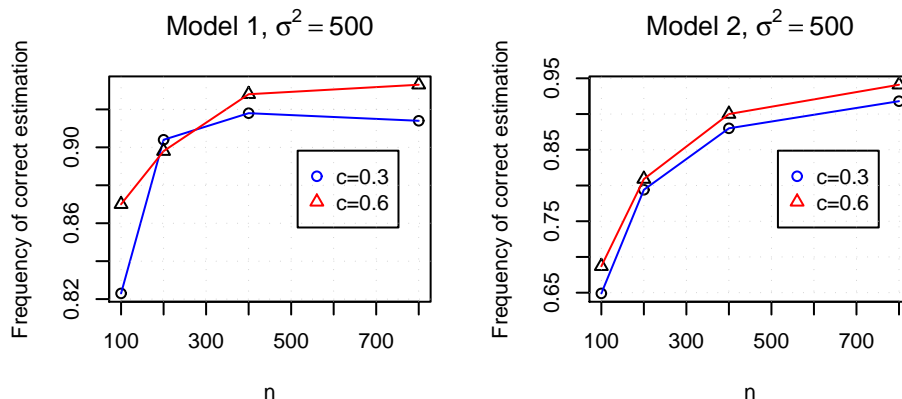 Model 1, σ² = 500
Frequency of correct estimation
0.82 0.86 0.90
c=0.3
c=0.6
100 300 500 700
n
Model 2, σ² = 500
Frequency of correct estimation
0.65 0.75 0.85 0.95
c=0.3
c=0.6
100 300 500 700
n